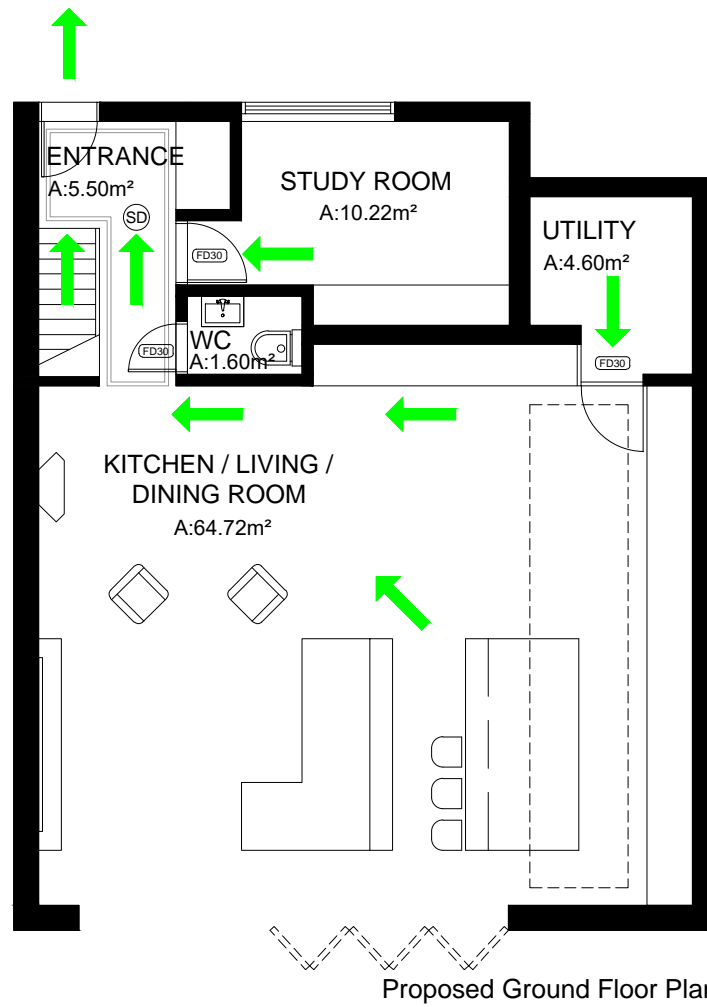 ENTRANCE
A:5.50m²
SD
STUDY ROOM
A:10.22m²
FD30
UTILITY
A:4.60m²
FD30
WC
A:1.60m²
FD30
KITCHEN / LIVING /
DINING ROOM
A:64.72m²
Proposed Ground Floor Plan